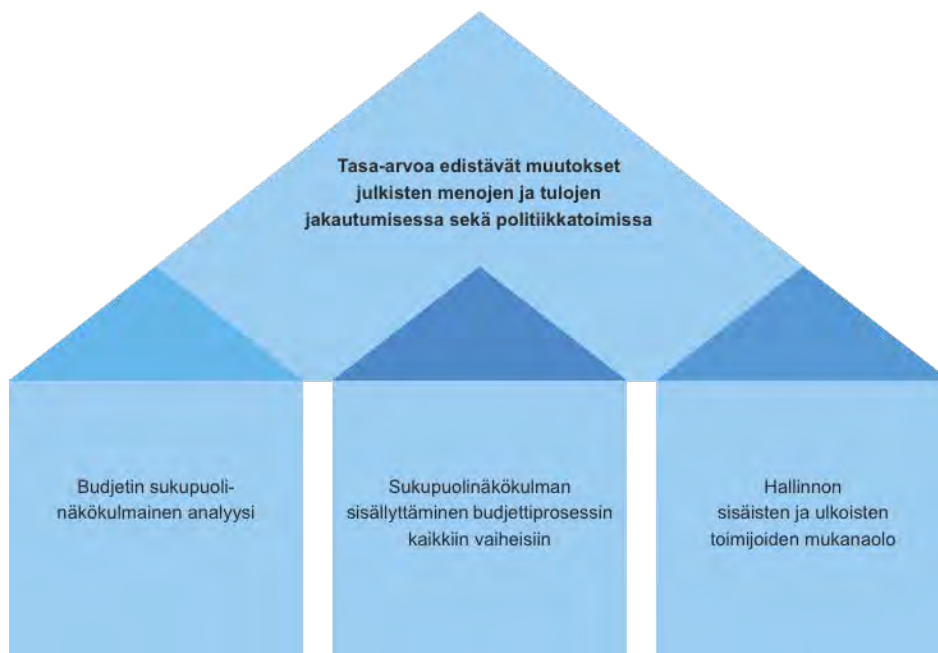 Tasa-arvoa edistävät muutokset
julkisten menojen ja tulojen
jakautumisessa sekä politiikkatoimissa
Budjetin sukupuoli-
näkökulmainen analyysi
Sukupuolinäkökulman
sisällyttäminen budjettiprosessin
kaikkiin vaiheisiin
Hallinnon
sisäisten ja ulkoisten
toimijoiden mukanaolo